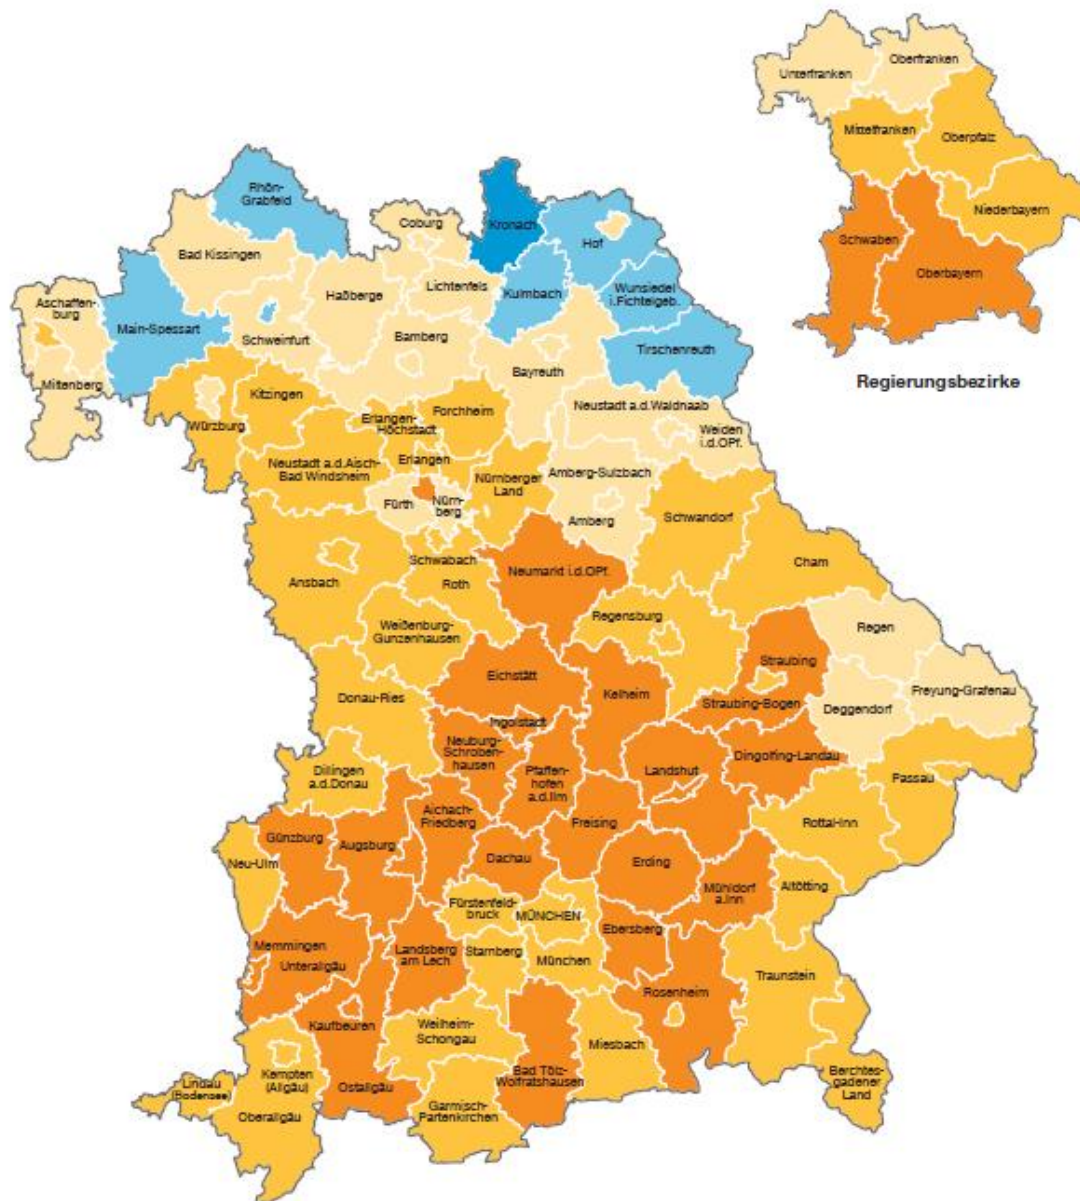 Unterfranken
Oberfranken
Mittelfranken
Oberpfalz
Niederbayern
Schwaben
Oberbayern
Regierungsbezirke
Rhön-
Grabfeld
Coburg
Kronach
Hof
Bad Kissingen
Lichtenfels
Kulmbach
Wunsiedel
i.Fichtelgeb.
Aschaffen-
burg
Main-Spessart
Haßberge
Schweinfurt
Bamberg
Tirschenreuth
Bayreuth
Miltenberg
Kitzingen
Würzburg
Erlangen-
Höchstadt
Forchheim
Neustadt a.d.Waldnaab
Weiden
i.d.OPf.
Neustadt a.d.Aisch-
Bad Windsheim
Erlangen
Nürnberger
Land
Amberg-Sulzbach
Fürth
Nürn-
berg
Amberg
Schwandorf
Schwabach
Ansbach
Roth
Neumarkt i.d.OPf.
Cham
Weißenburg-
Gunzenhausen
Regensburg
Regen
Eichstätt
Straubing
Donau-Ries
Kelheim
Freyung-Grafenau
Straubing-Bogen
Deggendorf
Ingolstadt
Neuburg-
Schroben-
hausen
Dingolfing-Landau
Dillingen
a.d.Donau
Pfaffen-
hofen
a.d.Ilm
Landshut
Passau
Aichach-
Friedberg
Freising
Rottal-Inn
Günzburg
Augsburg
Neu-Ulm
Dachau
Erding
Mühldorf
a.Inn
Altötting
Fürstenfeld-
bruck
MÜNCHEN
Ebersberg
Memmingen
Unterallgäu
Landsberg
am Lech
Starnberg
München
Traunstein
Rosenheim
Kaufbeuren
Weilheim-
Schongau
Miesbach
Lindau
(Bodensee)
Kempten
(Allgäu)
Ostallgäu
Bad Tölz-
Wolfratshausen
Berchtes-
gadener
Land
Oberallgäu
Garmisch-
Partenkirchen